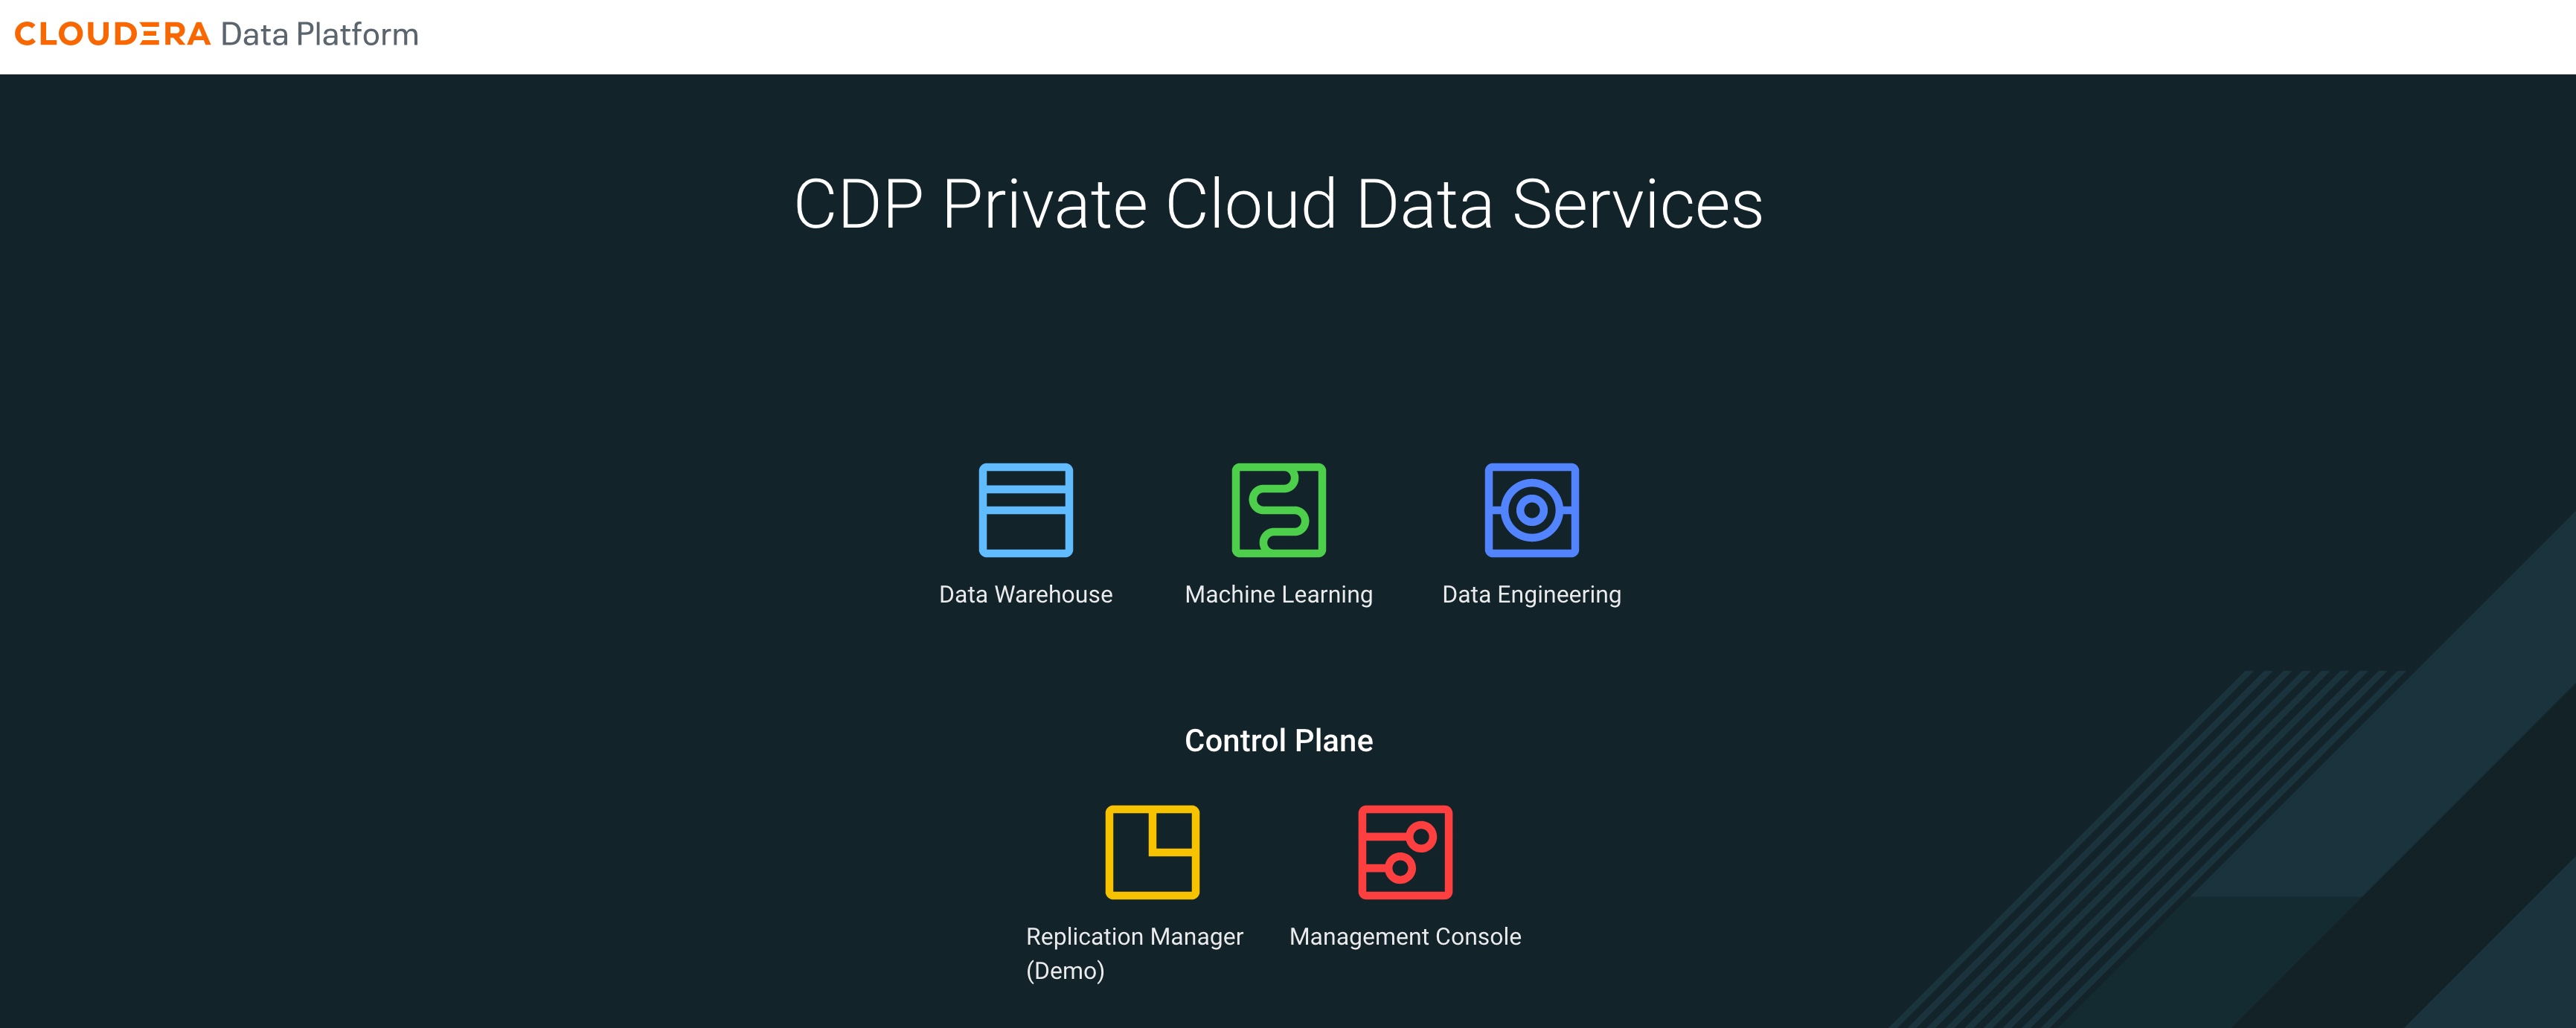 CLOUDERA Data Platform
CDP Private Cloud Data Services
Data Warehouse
Machine Learning
Data Engineering
Control Plane
Replication Manager
(Demo)
Management Console